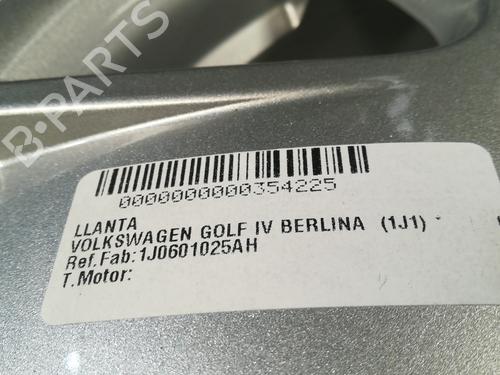 B-PARTS
0000000000354225
LLANTA
VOLKSWAGEN GOLF IV BERLINA (1J1) *
Ref.Fab:1J0601025AH
T.Motor: